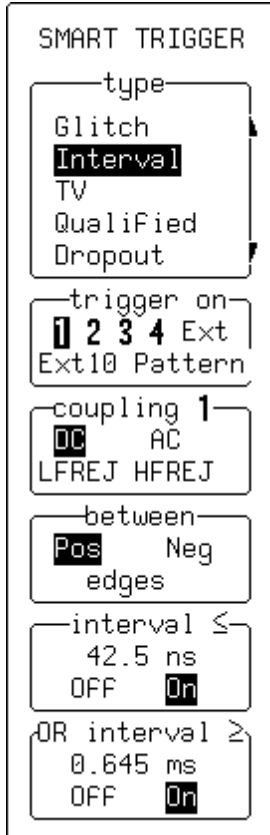 SMART TRIGGER
type
Glitch
Interval
TV
Qualified
Dropout
trigger on
1 2 3 4 Ext
Ext10 Pattern
coupling 1
DC AC
LFREJ HFREJ
between
Pos Neg
edges
interval ≤
42.5 ns
OFF On
OR interval ≥
0.645 ms
OFF On